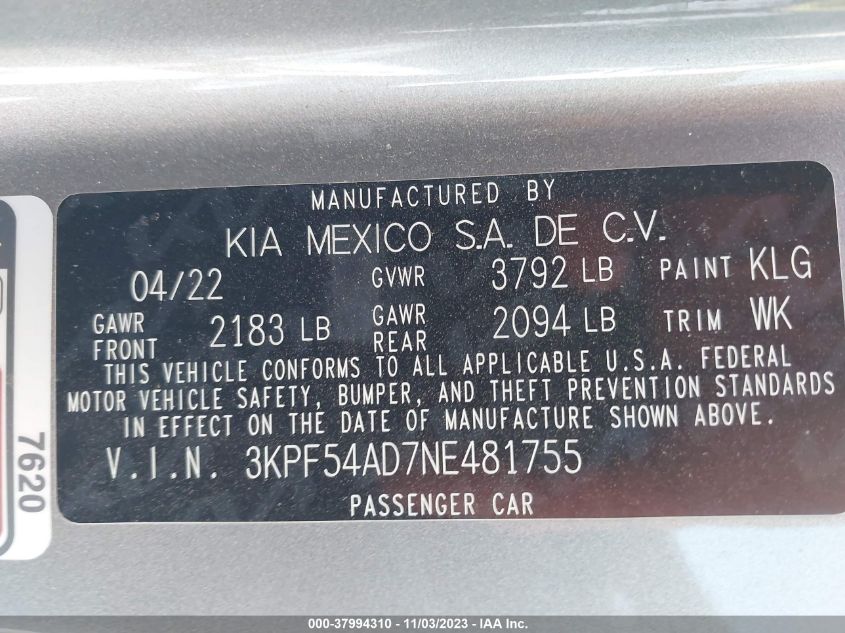 MANUFACTURED BY
KIA MEXICO S.A. DE C.V.
04/22 GVWR 3792 LB PAINT KLG
GAWR FRONT 2183 LB GAWR REAR 2094 LB TRIM WK
THIS VEHICLE CONFORMS TO ALL APPLICABLE U.S.A. FEDERAL
MOTOR VEHICLE SAFETY, BUMPER, AND THEFT PREVENTION STANDARDS
IN EFFECT ON THE DATE OF MANUFACTURE SHOWN ABOVE.
V.I.N. 3KPF54AD7NE481755
PASSENGER CAR
7620
000-37994310 - 11/03/2023 - IAA Inc.